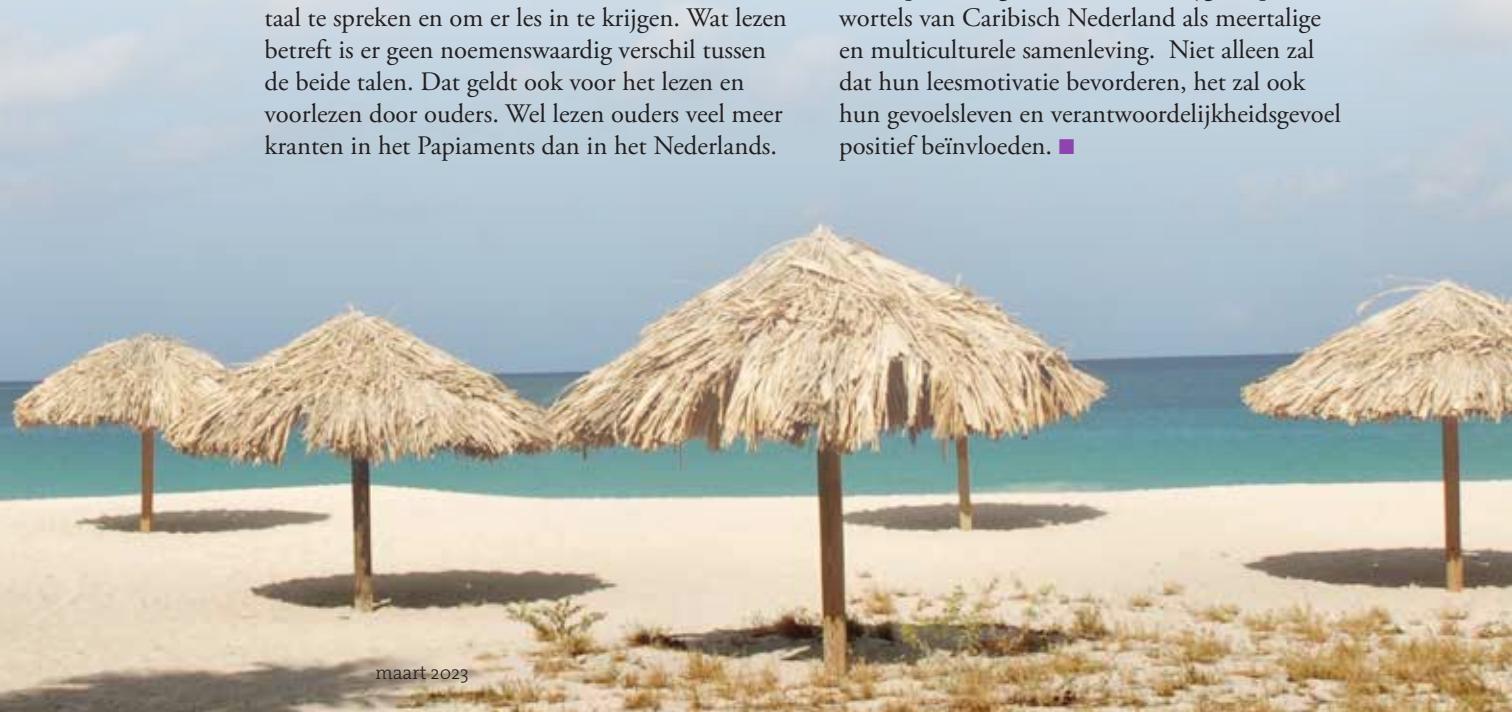 taal te spreken en om er les in te krijgen. Wat lezen
betreft is er geen noemenswaardig verschil tussen
de beide talen. Dat geldt ook voor het lezen en
voorlezen door ouders. Wel lezen ouders veel meer
kranten in het Papiaments dan in het Nederlands.
wortels van Caribisch Nederland als meertalige
en multiculturele samenleving.  Niet alleen zal
dat hun leesmotivatie bevorderen, het zal ook
hun gevoelsleven en verantwoordelijkheidsgevoel
positief beïnvloeden. ■
maart 2023